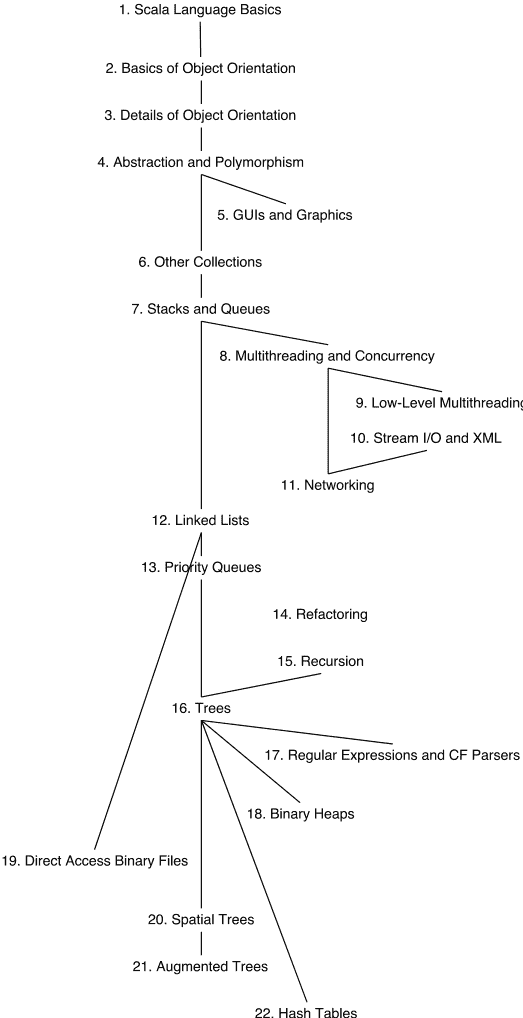 1. Scala Language Basics
2. Basics of Object Orientation
3. Details of Object Orientation
4. Abstraction and Polymorphism
5. GUIs and Graphics
6. Other Collections
7. Stacks and Queues
8. Multithreading and Concurrency
9. Low-Level Multithreading
10. Stream I/O and XML
11. Networking
12. Linked Lists
13. Priority Queues
14. Refactoring
15. Recursion
16. Trees
17. Regular Expressions and CF Parsers
18. Binary Heaps
19. Direct Access Binary Files
20. Spatial Trees
21. Augmented Trees
22. Hash Tables